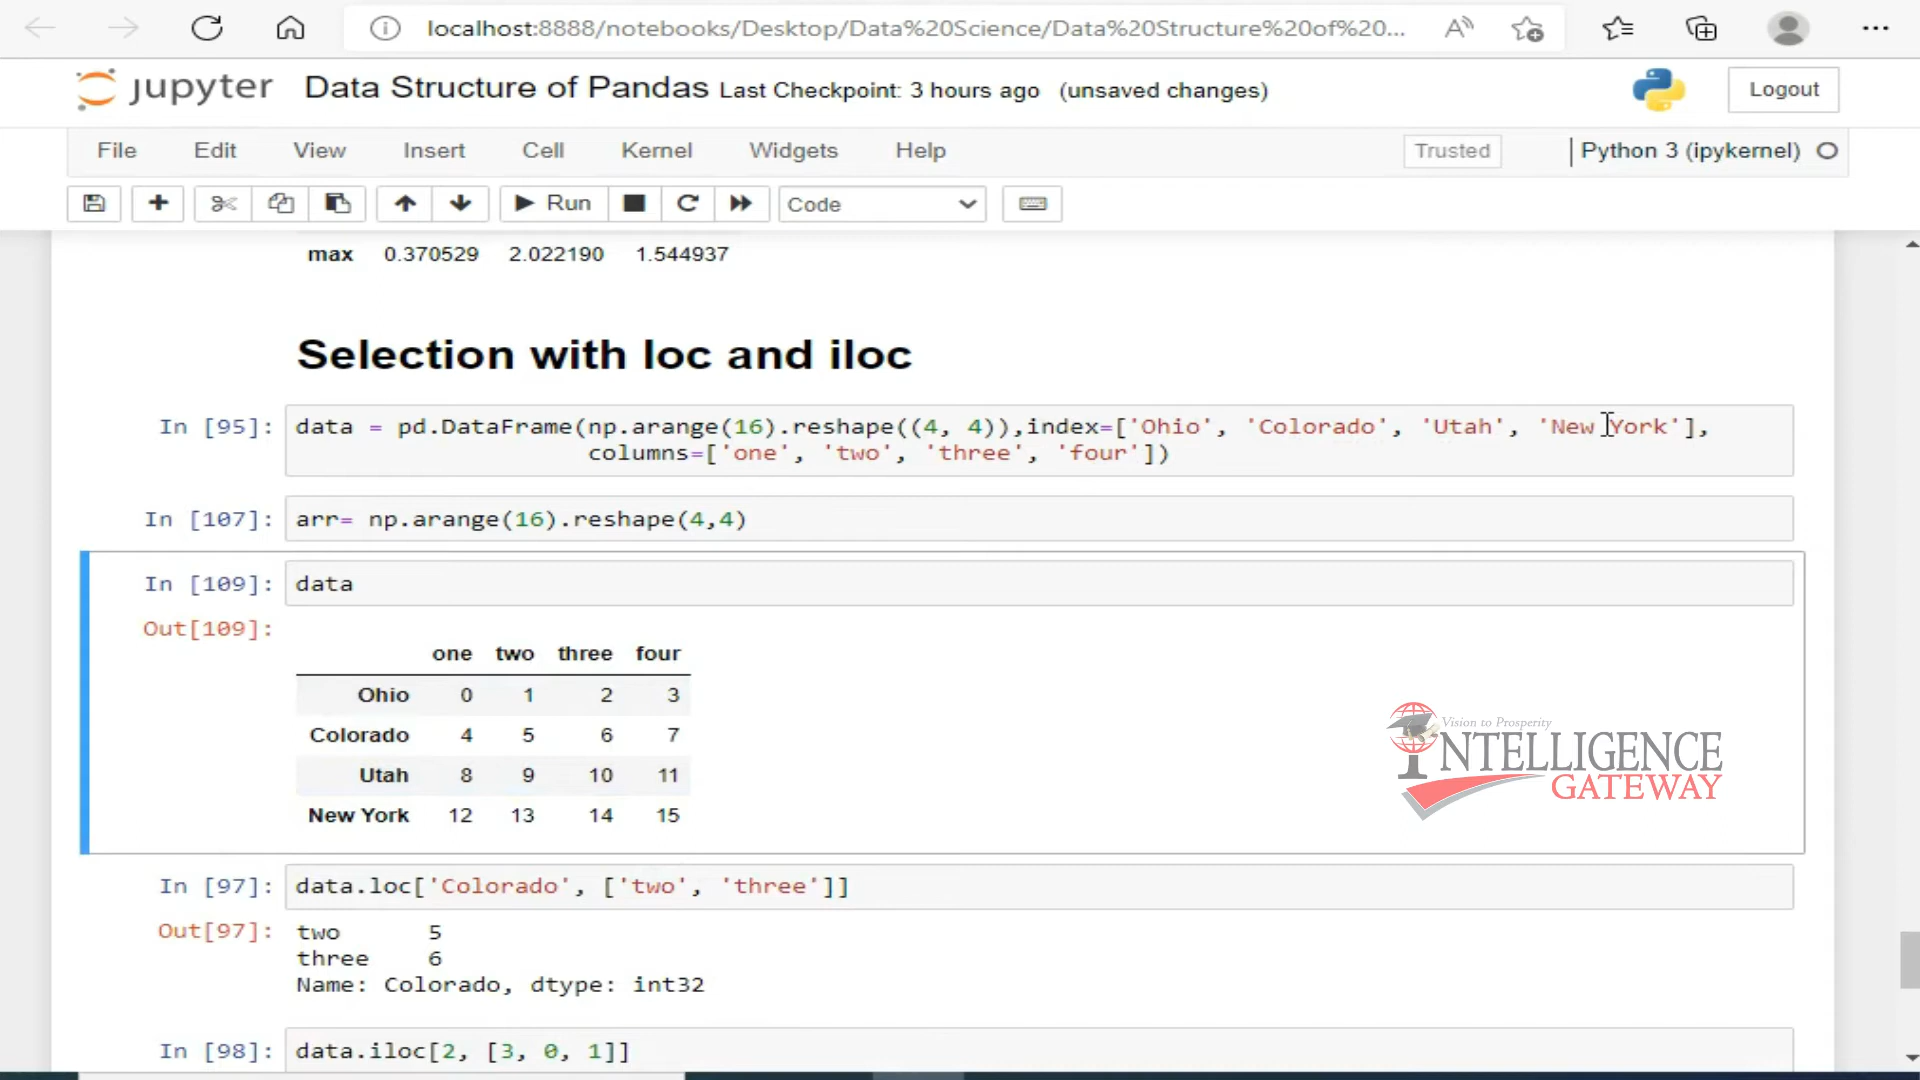 localhost:8888/notebooks/Desktop/Data%20Science/Data%20Structure%20of%20...
jupyter Data Structure of Pandas Last Checkpoint: 3 hours ago (unsaved changes)
Logout
File Edit View Insert Cell Kernel Widgets Help
Trusted
Python 3 (ipykernel)
Run
Code
max 0.370529 2.022190 1.544937
Selection with loc and iloc
In [95]: data = pd.DataFrame(np.arange(16).reshape((4, 4)),index=['Ohio', 'Colorado', 'Utah', 'New York'],
columns=['one', 'two', 'three', 'four'])
In [107]: arr= np.arange(16).reshape(4,4)
In [109]: data
Out[109]:
one two three four
Ohio 0 1 2 3
Colorado 4 5 6 7
Utah 8 9 10 11
New York 12 13 14 15
Vision to Prosperity
INTELLIGENCE
GATEWAY
In [97]: data.loc['Colorado', ['two', 'three']]
Out[97]: two 5
three 6
Name: Colorado, dtype: int32
In [98]: data.iloc[2, [3, 0, 1]]